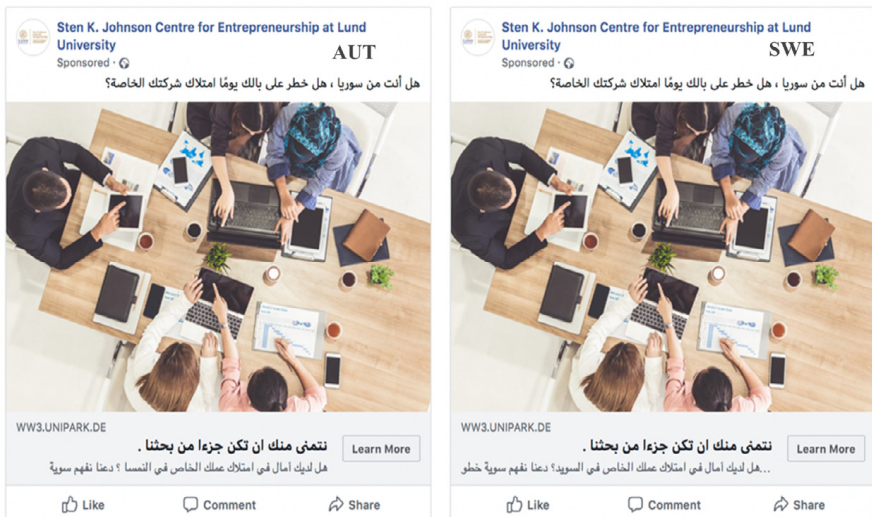 Sten K. Johnson Centre for Entrepreneurship at Lund
University
AUT
Sponsored ·
هل أنت من سوريا ، هل خطر على بالك يومًا امتلاك شركتك الخاصة؟
WW3.UNIPARK.DE
نتمنى منك ان تكن جزءا من بحثنا .
هل لديك آمال في امتلاك عملك الخاص في النمسا ؟ دعنا نفهم سوية
Learn More
Like
Comment
Share
Sten K. Johnson Centre for Entrepreneurship at Lund
University
SWE
Sponsored ·
هل أنت من سوريا ، هل خطر على بالك يومًا امتلاك شركتك الخاصة؟
WW3.UNIPARK.DE
نتمنى منك ان تكن جزءا من بحثنا .
هل لديك آمال في امتلاك عملك الخاص في السويد؟ دعنا نفهم سوية خطو...
Learn More
Like
Comment
Share